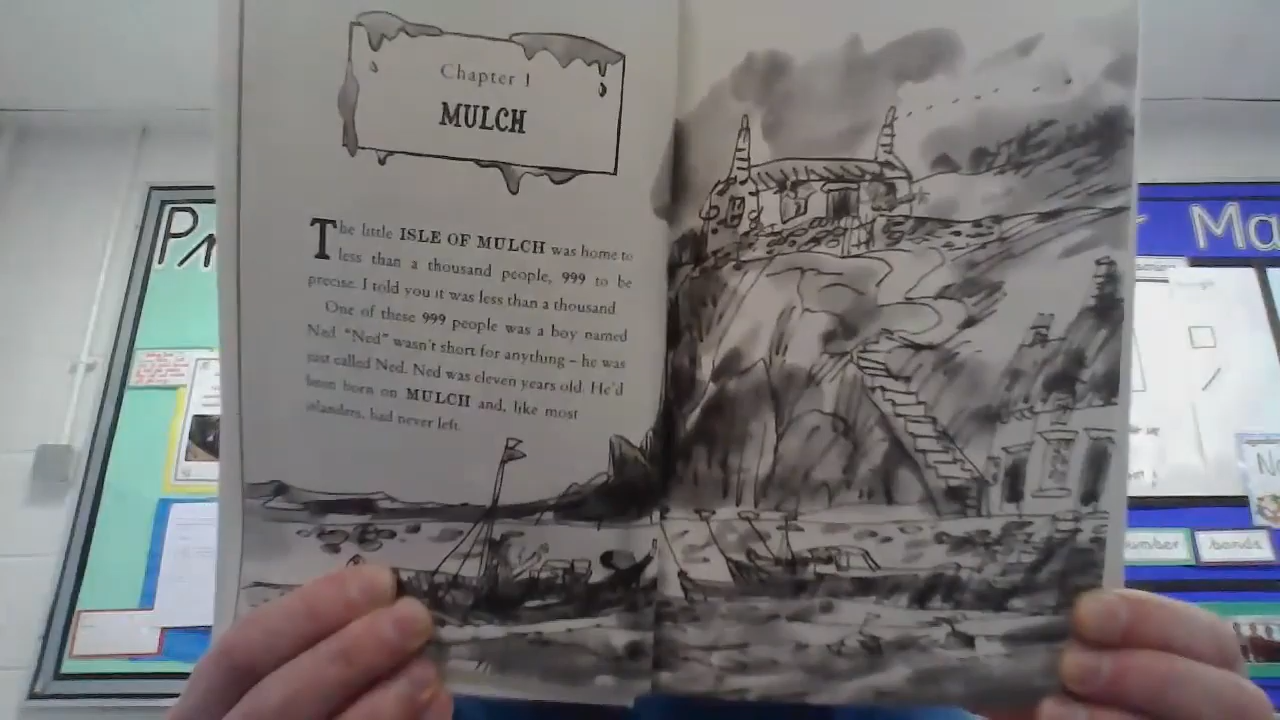 Chapter 1
MULCH
The little ISLE OF MULCH was home to
less than a thousand people, 999 to be
precise. I told you it was less than a thousand.
One of these 999 people was a boy named
Ned. “Ned” wasn’t short for anything – he was
just called Ned. Ned was eleven years old. He’d
been born on MULCH and, like most
islanders, had never left.
Pr
Ma
umber
bonds